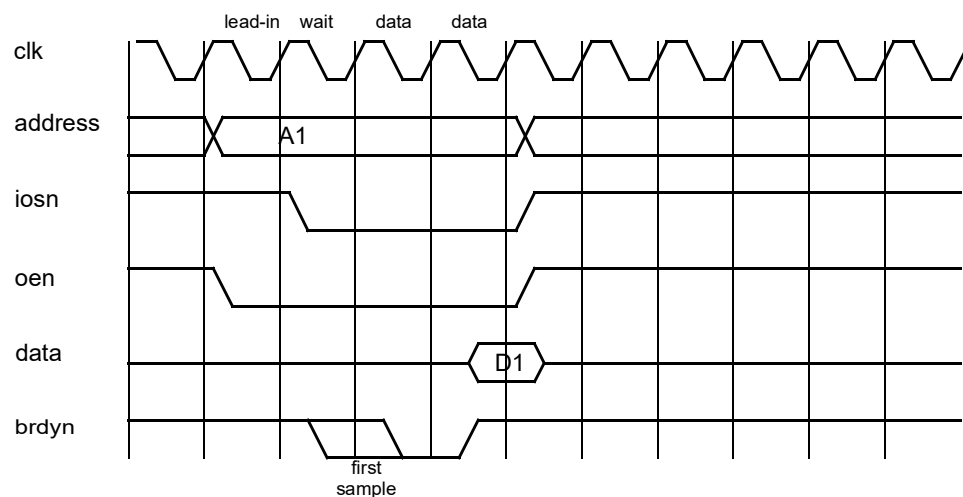 lead-in wait data data
clk
address
A1
iosn
oen
data
D1
brdyn
first
sample